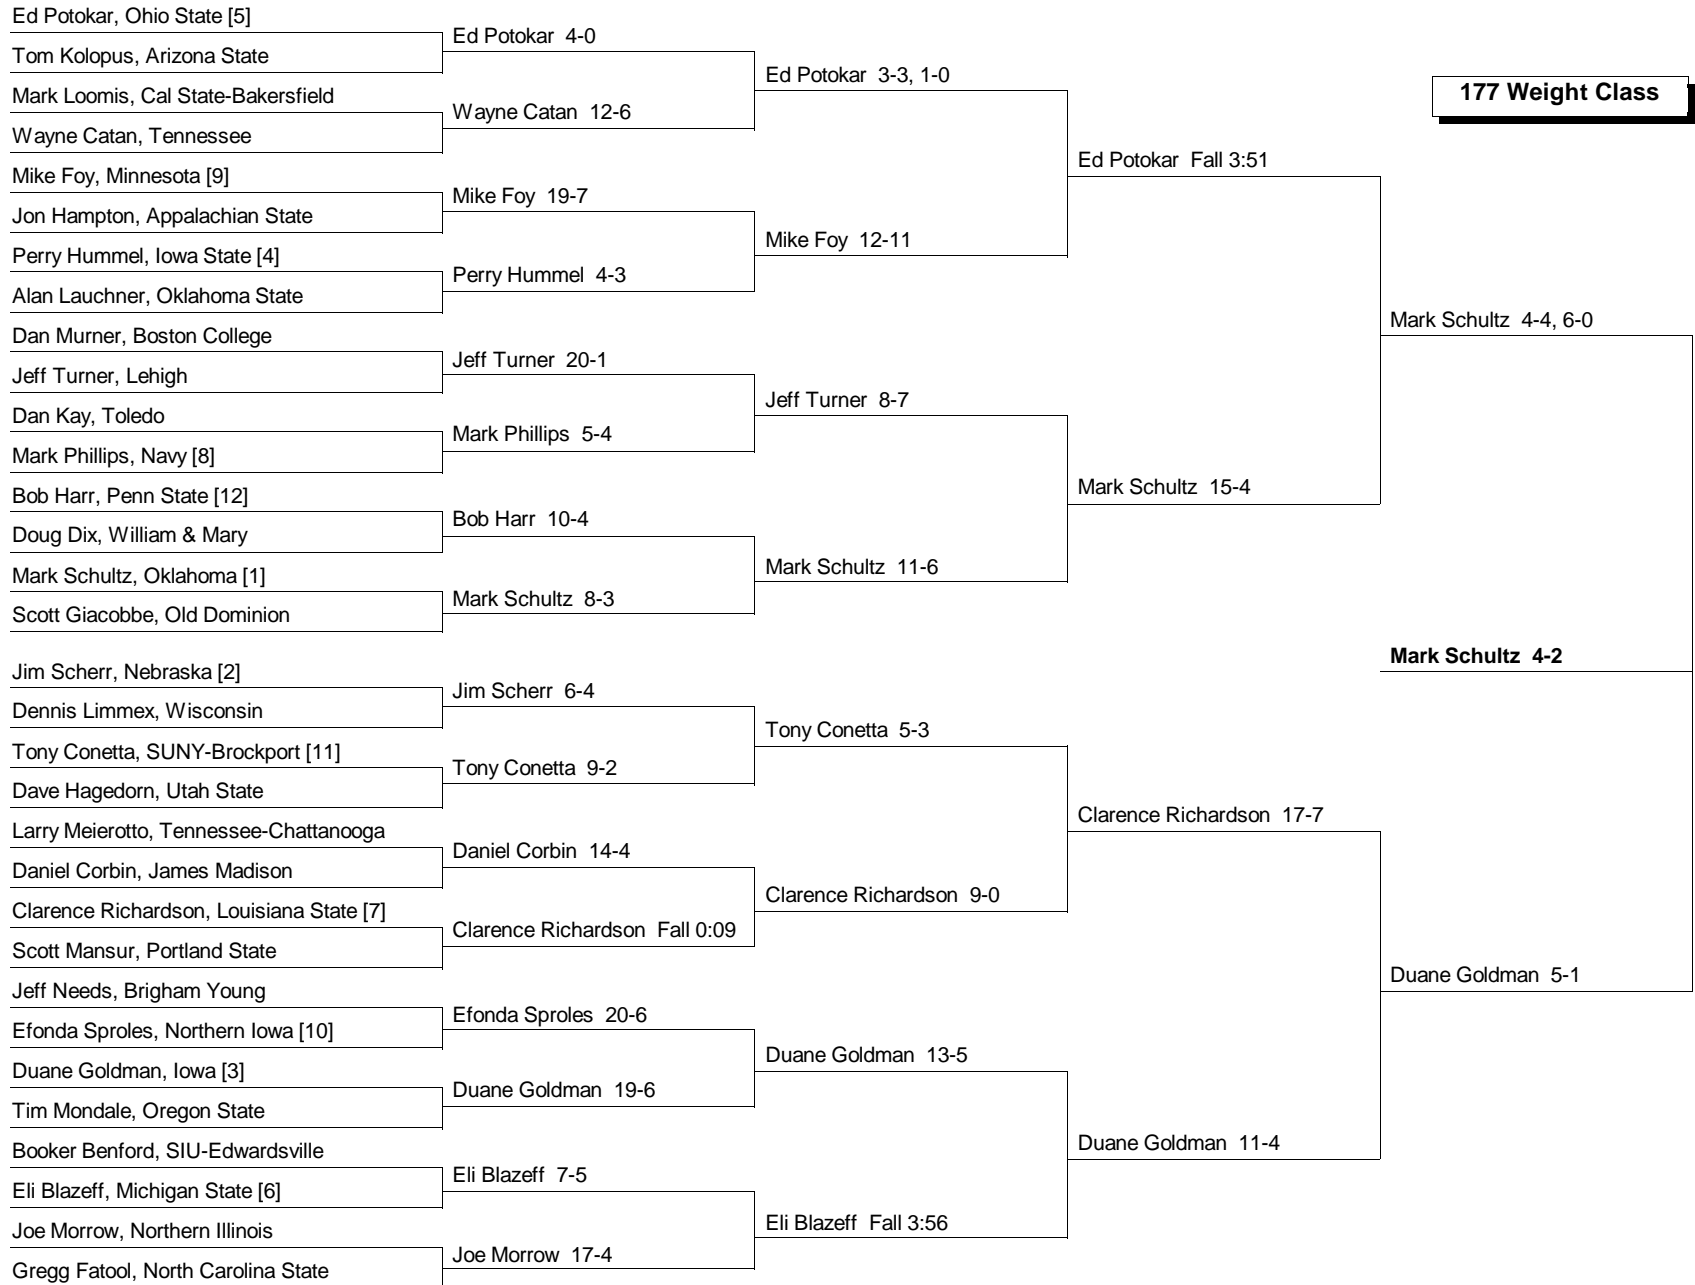 Ed Potokar, Ohio State [5]
Tom Kolopus, Arizona State
Mark Loomis, Cal State-Bakersfield
Wayne Catan, Tennessee
Mike Foy, Minnesota [9]
Jon Hampton, Appalachian State
Perry Hummel, Iowa State [4]
Alan Lauchner, Oklahoma State
Dan Murner, Boston College
Jeff Turner, Lehigh
Dan Kay, Toledo
Mark Phillips, Navy [8]
Bob Harr, Penn State [12]
Doug Dix, William & Mary
Mark Schultz, Oklahoma [1]
Scott Giacobbe, Old Dominion
Jim Scherr, Nebraska [2]
Dennis Limmex, Wisconsin
Tony Conetta, SUNY-Brockport [11]
Dave Hagedorn, Utah State
Larry Meierotto, Tennessee-Chattanooga
Daniel Corbin, James Madison
Clarence Richardson, Louisiana State [7]
Scott Mansur, Portland State
Jeff Needs, Brigham Young
Efonda Sproles, Northern Iowa [10]
Duane Goldman, Iowa [3]
Tim Mondale, Oregon State
Booker Benford, SIU-Edwardsville
Eli Blazeff, Michigan State [6]
Joe Morrow, Northern Illinois
Gregg Fatool, North Carolina State
Ed Potokar 4-0
Wayne Catan 12-6
Mike Foy 19-7
Perry Hummel 4-3
Jeff Turner 20-1
Mark Phillips 5-4
Bob Harr 10-4
Mark Schultz 8-3
Jim Scherr 6-4
Tony Conetta 9-2
Daniel Corbin 14-4
Clarence Richardson Fall 0:09
Efonda Sproles 20-6
Duane Goldman 19-6
Eli Blazeff 7-5
Joe Morrow 17-4
Ed Potokar 3-3, 1-0
Mike Foy 12-11
Jeff Turner 8-7
Mark Schultz 11-6
Tony Conetta 5-3
Clarence Richardson 9-0
Duane Goldman 13-5
Eli Blazeff Fall 3:56
Ed Potokar Fall 3:51
Mark Schultz 15-4
Clarence Richardson 17-7
Duane Goldman 11-4
177 Weight Class
Mark Schultz 4-4, 6-0
Mark Schultz 4-2
Duane Goldman 5-1